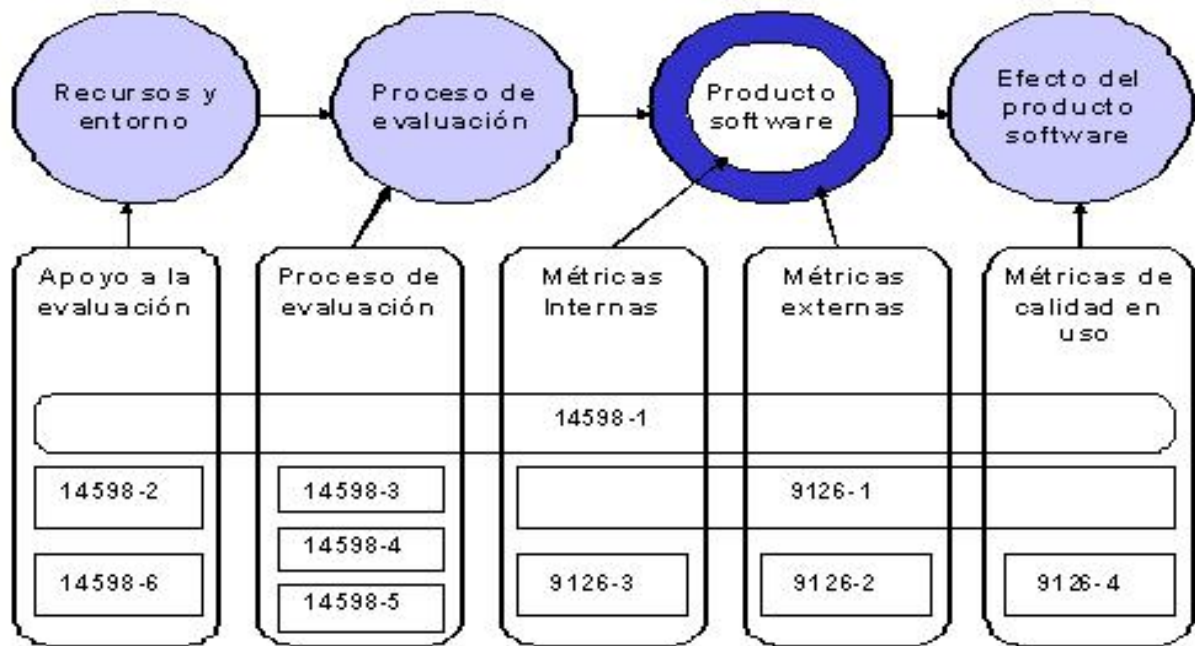 Recursos y
entorno
Proceso de
evaluación
Producto
software
Efecto del
producto
software
Apoyo a la
evaluación
Proceso de
evaluación
Métricas
Internas
Métricas
externas
Métricas de
calidad en
uso
14598-1
14598-2
14598-3
9126-1
14598-4
14598-6
9126-3
9126-2
9126-4
14598-5